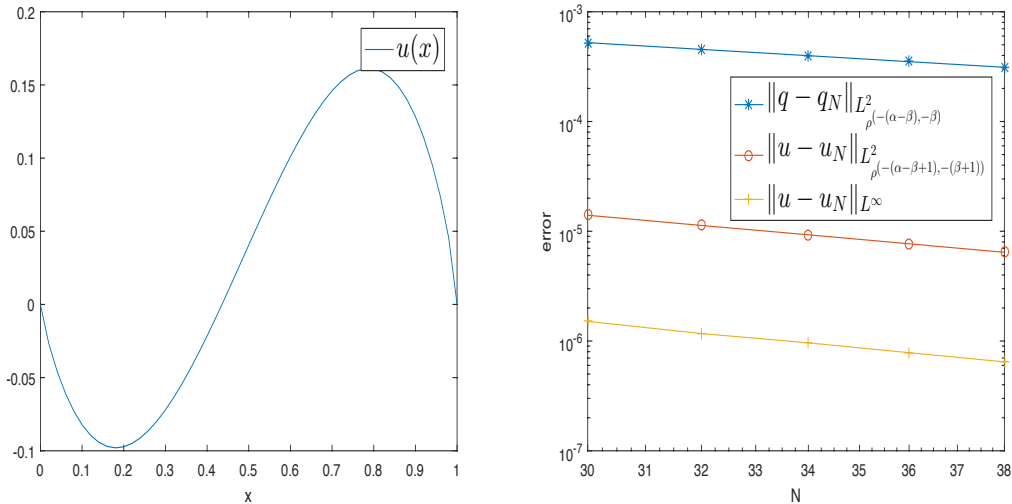 0.2
0.15
0.1
0.05
0
-0.05
-0.1
u(x)
0 0.1 0.2 0.3 0.4 0.5 0.6 0.7 0.8 0.9 1
x
10^-3
10^-4
10^-5
10^-6
10^-7
error
‖q − q_N‖_{L^2_{ρ^{(-(α-β),-β)}}}
‖u − u_N‖_{L^2_{ρ^{(-(α-β+1),-(β+1))}}}
‖u − u_N‖_{L^∞}
30 31 32 33 34 35 36 37 38
N